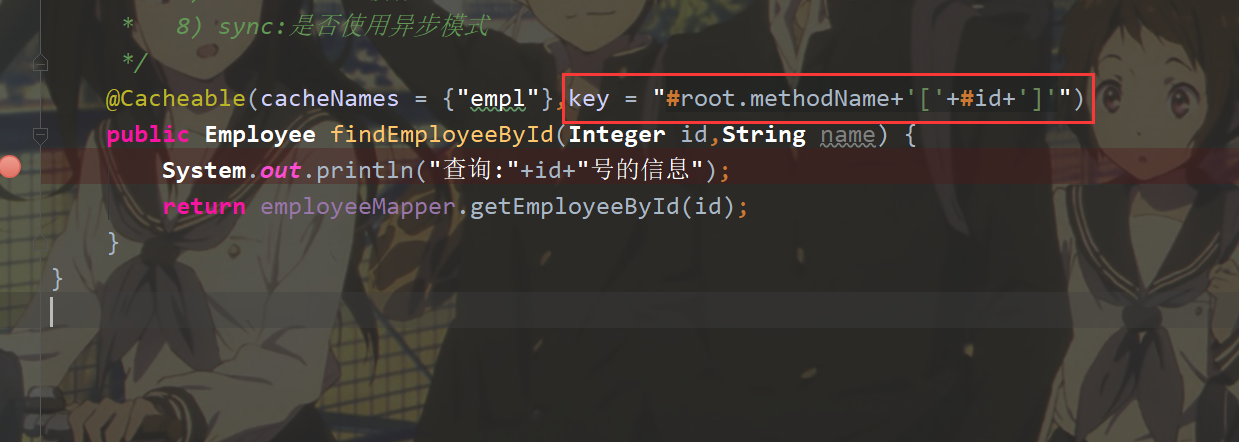 *   8) sync:是否使用异步模式
*/
@Cacheable(cacheNames = {"empl"},key = "#root.methodName+'['+#id+']'")
public Employee findEmployeeById(Integer id,String name) {
System.out.println("查询:"+id+"号的信息");
return employeeMapper.getEmployeeById(id);
}
}